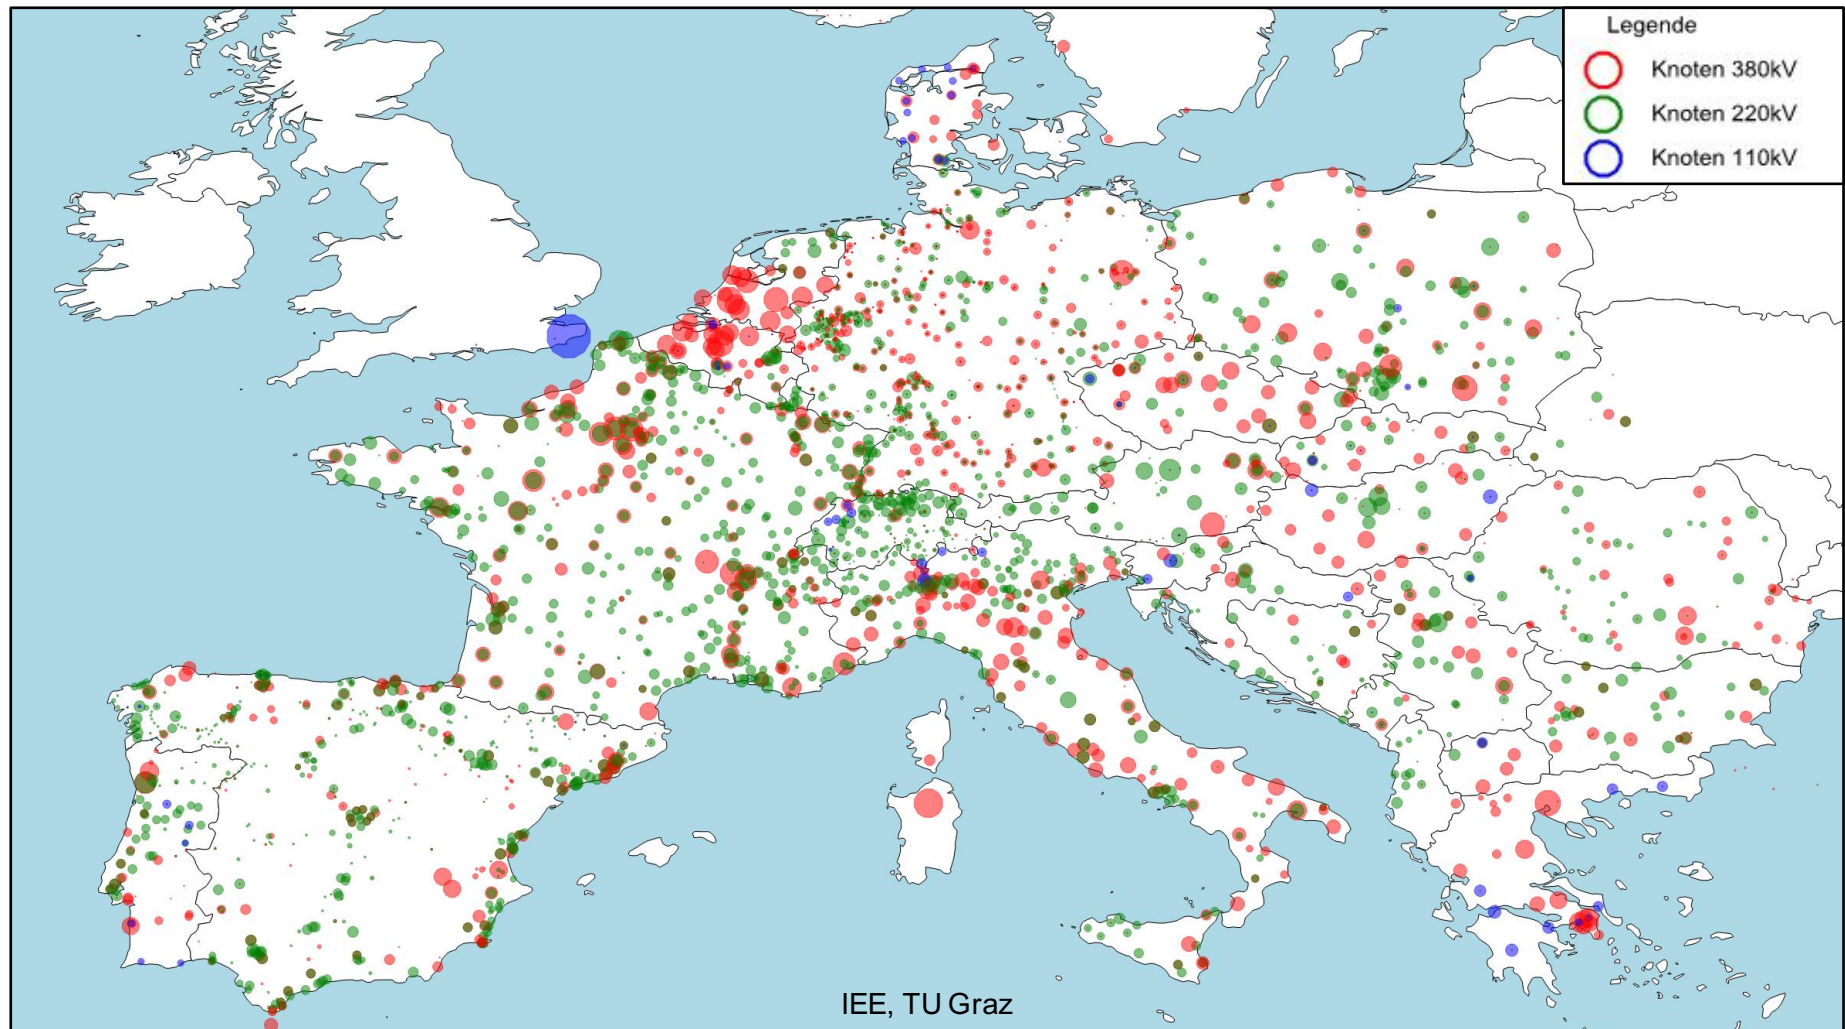 Legende
Knoten 380kV
Knoten 220kV
Knoten 110kV
IEE, TU Graz